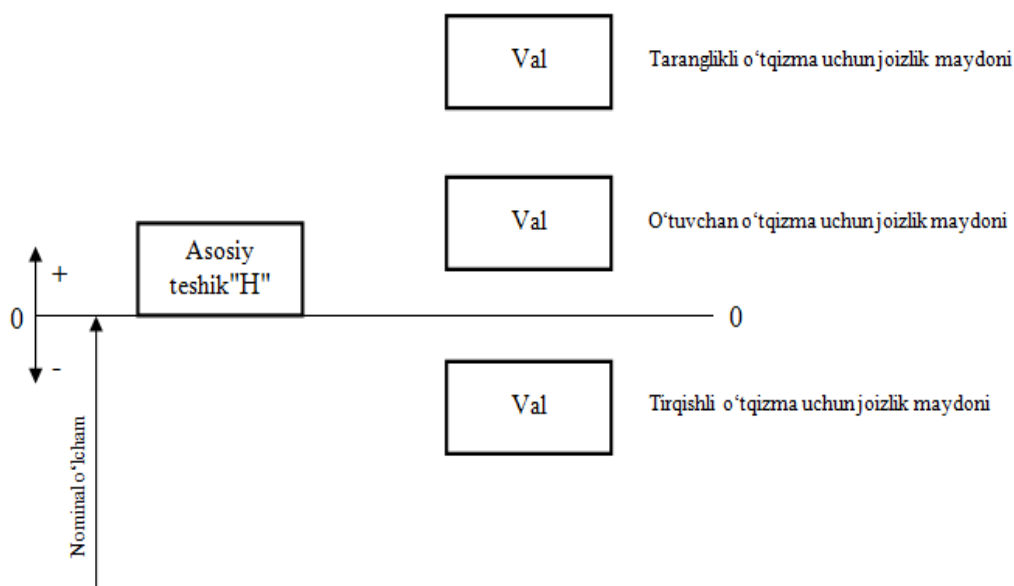 Val
Taranglikli o‘tqizma uchun joizlik maydoni
Val
O‘tuvchan o‘tqizma uchun joizlik maydoni
Asosiy
teshik"H"
+
0
0
-
Val
Tirqishli o‘tqizma uchun joizlik maydoni
Nominal o‘lcham